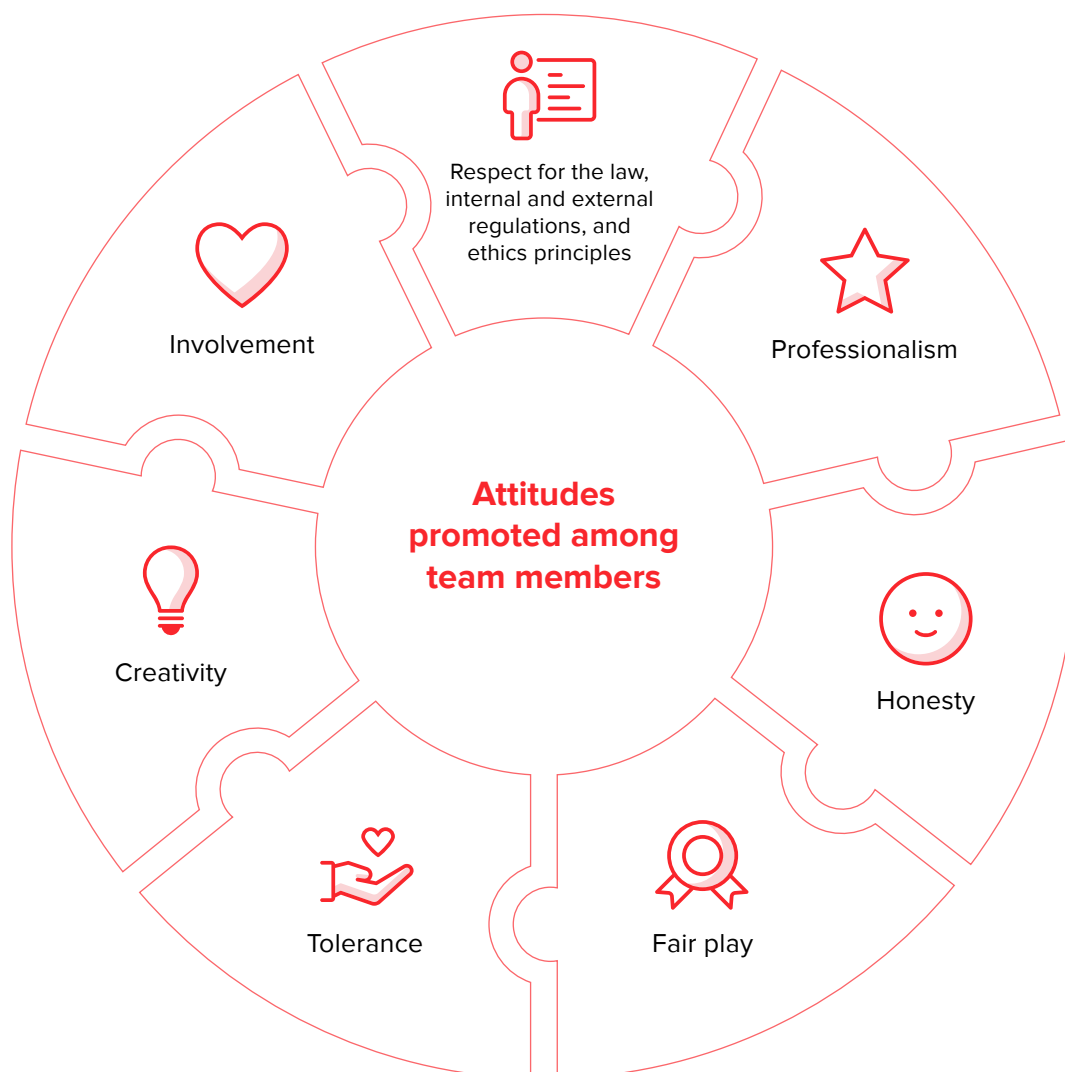 Attitudes
promoted among
team members
Respect for the law,
internal and external
regulations, and
ethics principles
Professionalism
Honesty
Fair play
Tolerance
Creativity
Involvement